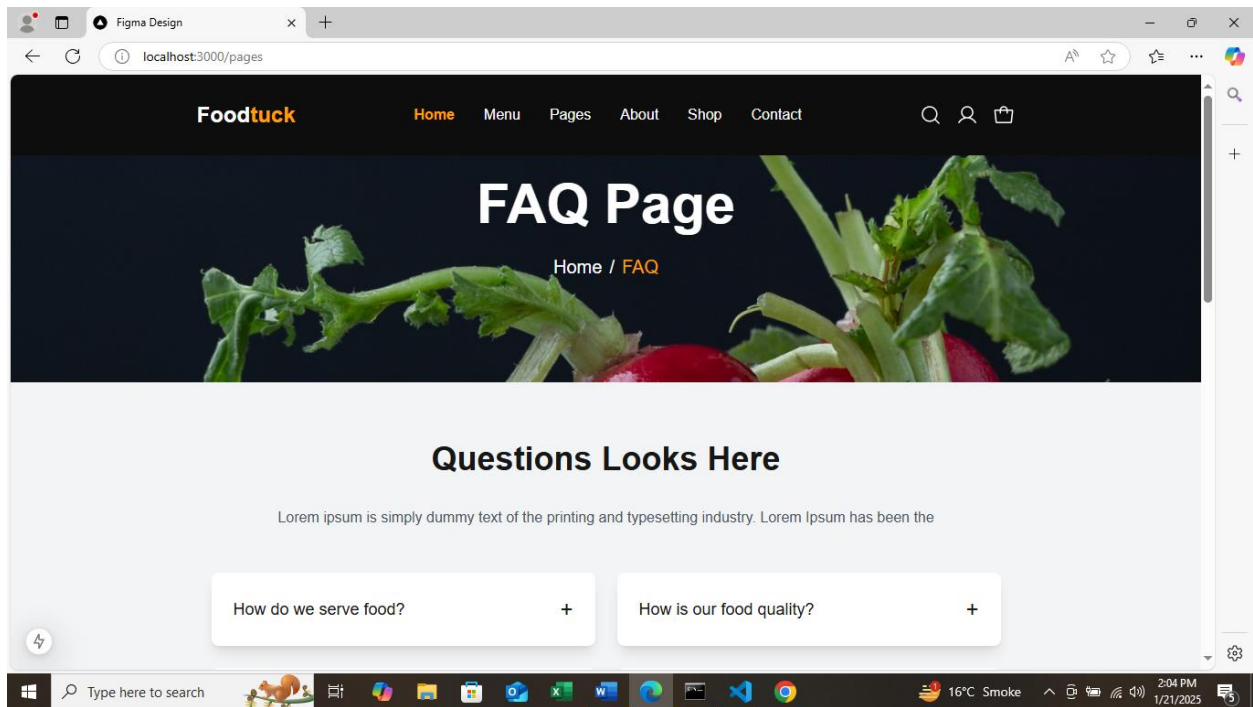 Figma Design
localhost:3000/pages
Foodtuck Home Menu Pages About Shop Contact
FAQ Page
Home / FAQ
Questions Looks Here
Lorem ipsum is simply dummy text of the printing and typesetting industry. Lorem Ipsum has been the
How do we serve food? +
How is our food quality? +
Type here to search
16°C Smoke
2:04 PM
1/21/2025